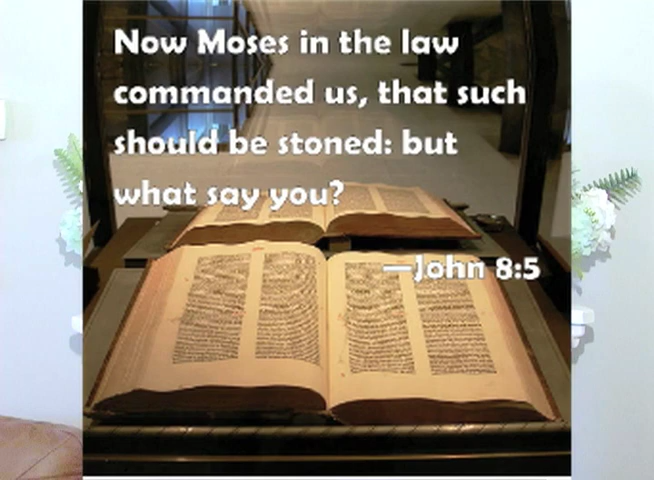 Now Moses in the law
commanded us, that such
should be stoned: but
what say you?
—John 8:5